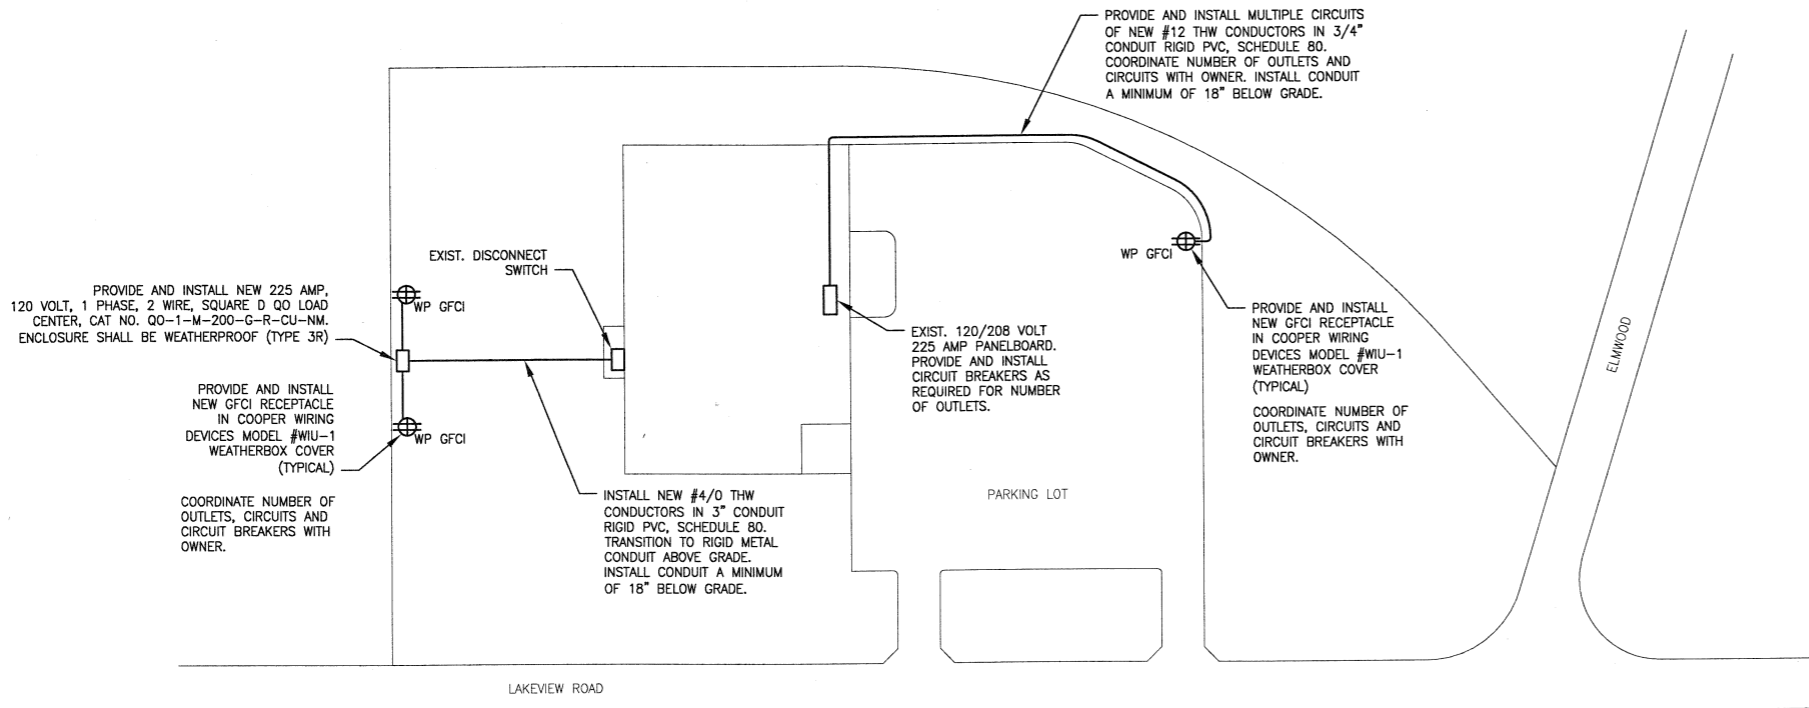 PROVIDE AND INSTALL MULTIPLE CIRCUITS
OF NEW #12 THW CONDUCTORS IN 3/4"
CONDUIT RIGID PVC, SCHEDULE 80.
COORDINATE NUMBER OF OUTLETS AND
CIRCUITS WITH OWNER. INSTALL CONDUIT
A MINIMUM OF 18" BELOW GRADE.
EXIST. DISCONNECT
SWITCH
WP GFCI
PROVIDE AND INSTALL NEW 225 AMP,
120 VOLT, 1 PHASE, 2 WIRE, SQUARE D QO LOAD
CENTER, CAT NO. QO-1-M-200-G-R-CU-NM.
ENCLOSURE SHALL BE WEATHERPROOF (TYPE 3R)
WP GFCI
EXIST. 120/208 VOLT
225 AMP PANELBOARD.
PROVIDE AND INSTALL
CIRCUIT BREAKERS AS
REQUIRED FOR NUMBER
OF OUTLETS.
PROVIDE AND INSTALL
NEW GFCI RECEPTACLE
IN COOPER WIRING
DEVICES MODEL #WIU-1
WEATHERBOX COVER
(TYPICAL)
COORDINATE NUMBER OF
OUTLETS, CIRCUITS AND
CIRCUIT BREAKERS WITH
OWNER.
ELMWOOD
PROVIDE AND INSTALL
NEW GFCI RECEPTACLE
IN COOPER WIRING
DEVICES MODEL #WIU-1
WEATHERBOX COVER
(TYPICAL)
WP GFCI
COORDINATE NUMBER OF
OUTLETS, CIRCUITS AND
CIRCUIT BREAKERS WITH
OWNER.
INSTALL NEW #4/0 THW
CONDUCTORS IN 3" CONDUIT
RIGID PVC, SCHEDULE 80.
TRANSITION TO RIGID METAL
CONDUIT ABOVE GRADE.
INSTALL CONDUIT A MINIMUM
OF 18" BELOW GRADE.
PARKING LOT
LAKEVIEW ROAD